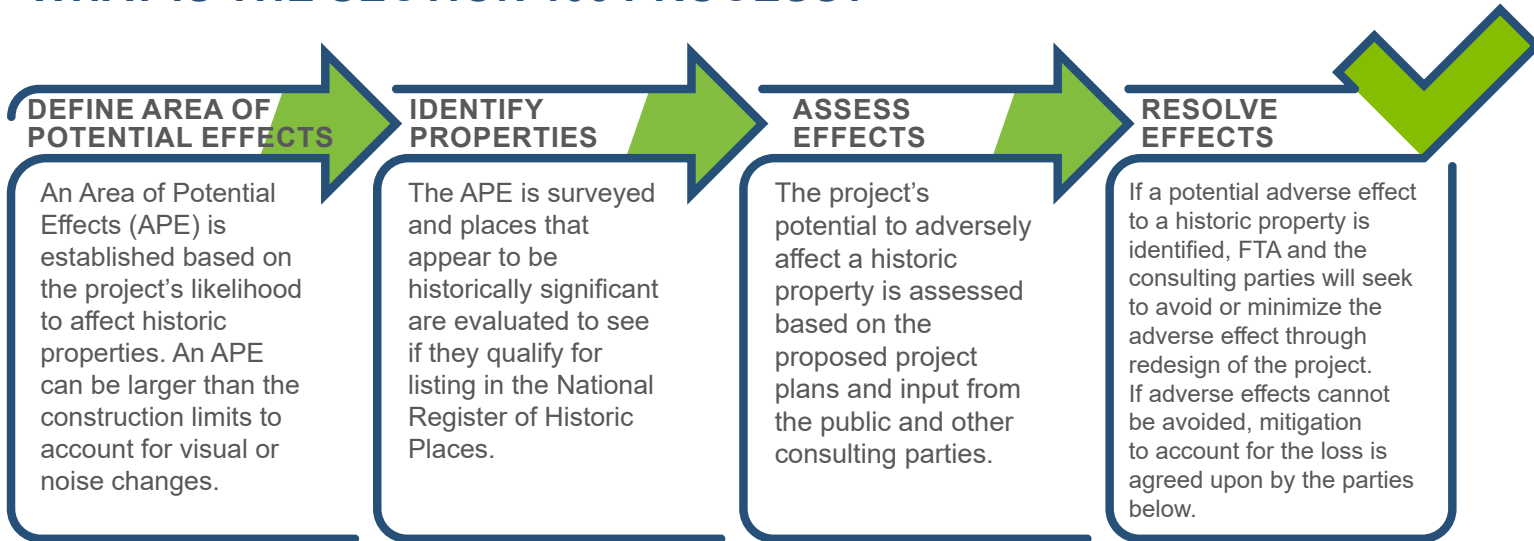 WHAT IS THE SECTION 106 PROCESS?
DEFINE AREA OF
POTENTIAL EFFECTS
An Area of Potential
Effects (APE) is
established based on
the project’s likelihood
to affect historic
properties. An APE
can be larger than the
construction limits to
account for visual or
noise changes.
IDENTIFY
PROPERTIES
The APE is surveyed
and places that
appear to be
historically significant
are evaluated to see
if they qualify for
listing in the National
Register of Historic
Places.
ASSESS
EFFECTS
The project’s
potential to adversely
affect a historic
property is assessed
based on the
proposed project
plans and input from
the public and other
consulting parties.
RESOLVE
EFFECTS
If a potential adverse effect
to a historic property is
identified, FTA and the
consulting parties will seek
to avoid or minimize the
adverse effect through
redesign of the project.
If adverse effects cannot
be avoided, mitigation
to account for the loss is
agreed upon by the parties
below.